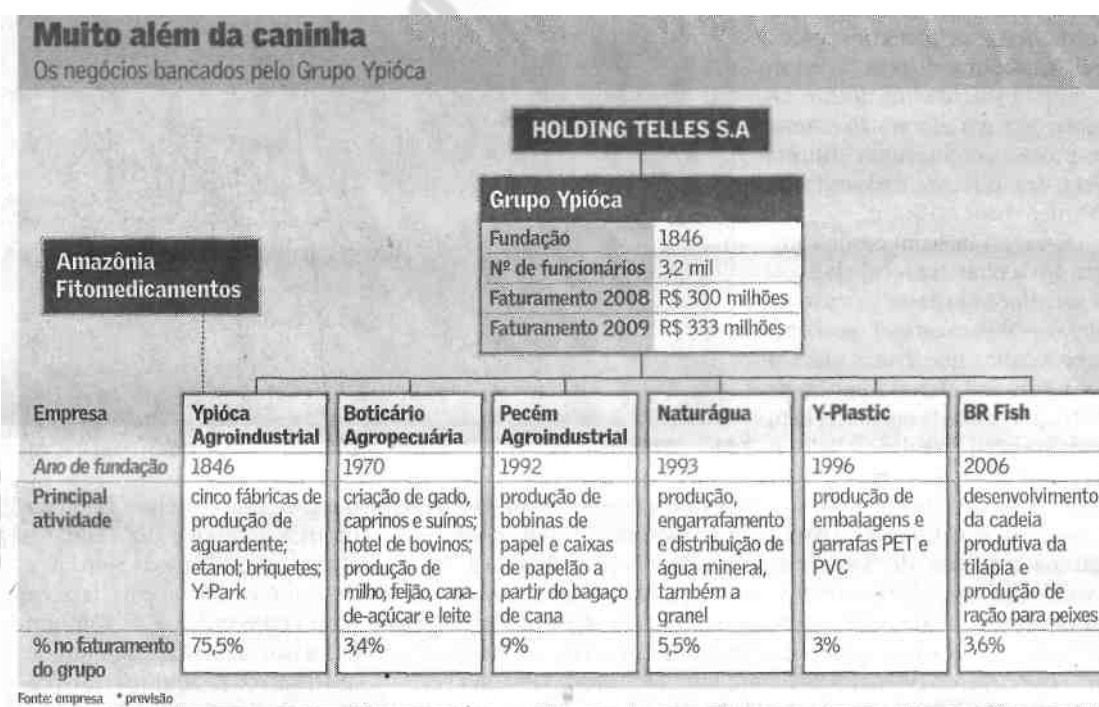 Muito além da caninha
Os negócios bancados pelo Grupo Ypióca
HOLDING TELLES S.A
Grupo Ypióca
Fundação 1846
Nº de funcionários 3,2 mil
Faturamento 2008 R$ 300 milhões
Faturamento 2009 R$ 333 milhões
Amazônia
Fitomedicamentos
Empresa
Ypióca
Agroindustrial
Boticário
Agropecuária
Pecém
Agroindustrial
Naturágua
Y-Plastic
BR Fish
Ano de fundação 1846 1970 1992 1993 1996 2006
Principal
atividade
cinco fábricas de
produção de
aguardente;
etanol; briquetes;
Y-Park
criação de gado,
caprinos e suínos;
hotel de bovinos;
produção de
milho, feijão, cana-
de-açúcar e leite
produção de
bobinas de
papel e caixas
de papelão a
partir do bagaço
de cana
produção,
engarrafamento
e distribuição de
água mineral,
também a
granel
produção de
embalagens e
garrafas PET e
PVC
desenvolvimento
da cadeia
produtiva da
tilápia e
produção de
ração para peixes
% no faturamento
do grupo
75,5% 3,4% 9% 5,5% 3% 3,6%
Fonte: empresa * previsão